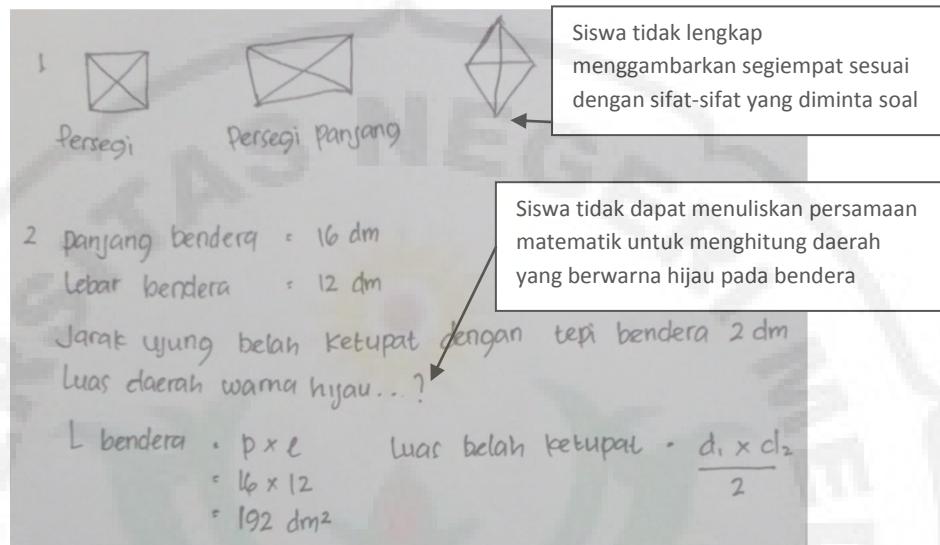 1
Siswa tidak lengkap
menggambarkan segiempat sesuai
dengan sifat-sifat yang diminta soal
Persegi
Persegi panjang
Siswa tidak dapat menuliskan persamaan
matematik untuk menghitung daerah
yang berwarna hijau pada bendera
2 panjang bendera = 16 dm
Lebar bendera = 12 dm
Jarak ujung belah ketupat dengan tepi bendera 2 dm
Luas daerah warna hijau...?
L bendera = p x l
= 16 x 12
= 192 dm²
Luas belah ketupat = d₁ x d₂
2